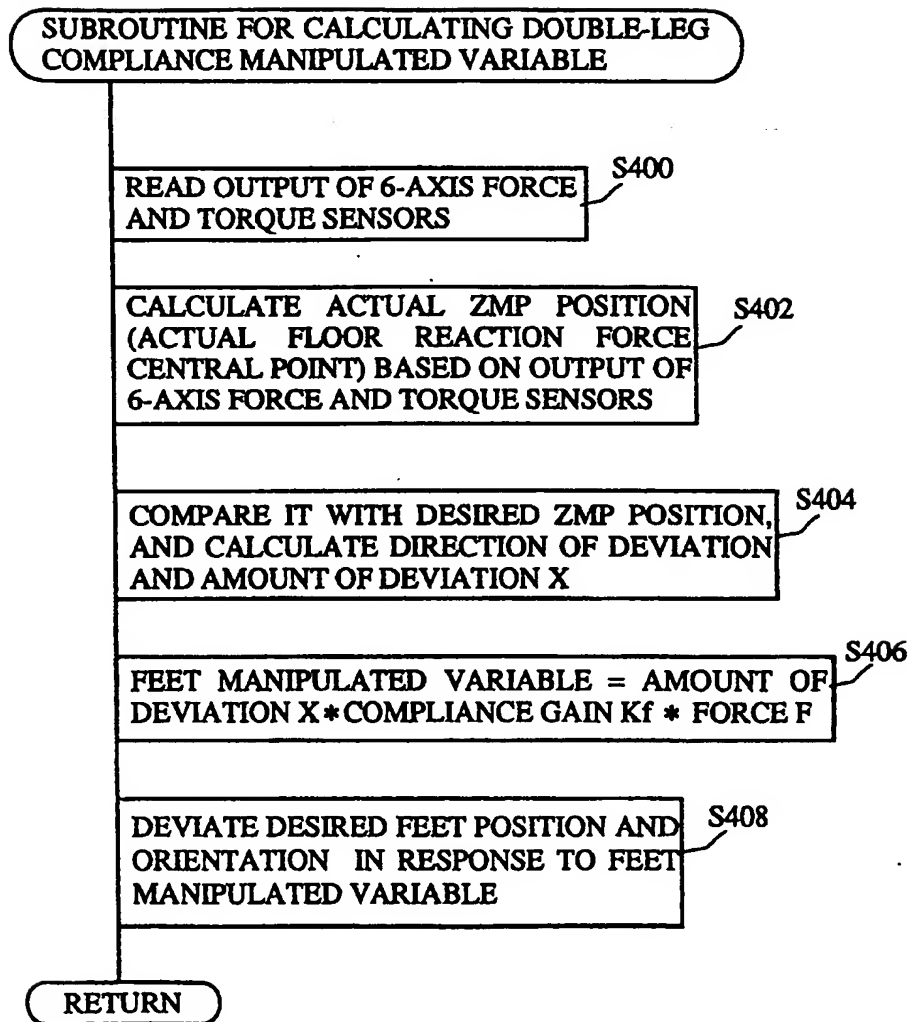 SUBROUTINE FOR CALCULATING DOUBLE-LEG
COMPLIANCE MANIPULATED VARIABLE
S400
READ OUTPUT OF 6-AXIS FORCE
AND TORQUE SENSORS
S402
CALCULATE ACTUAL ZMP POSITION
(ACTUAL FLOOR REACTION FORCE
CENTRAL POINT) BASED ON OUTPUT OF
6-AXIS FORCE AND TORQUE SENSORS
S404
COMPARE IT WITH DESIRED ZMP POSITION,
AND CALCULATE DIRECTION OF DEVIATION
AND AMOUNT OF DEVIATION X
S406
FEET MANIPULATED VARIABLE = AMOUNT OF
DEVIATION X*COMPLIANCE GAIN Kf * FORCE F
S408
DEVIATE DESIRED FEET POSITION AND
ORIENTATION IN RESPONSE TO FEET
MANIPULATED VARIABLE
RETURN